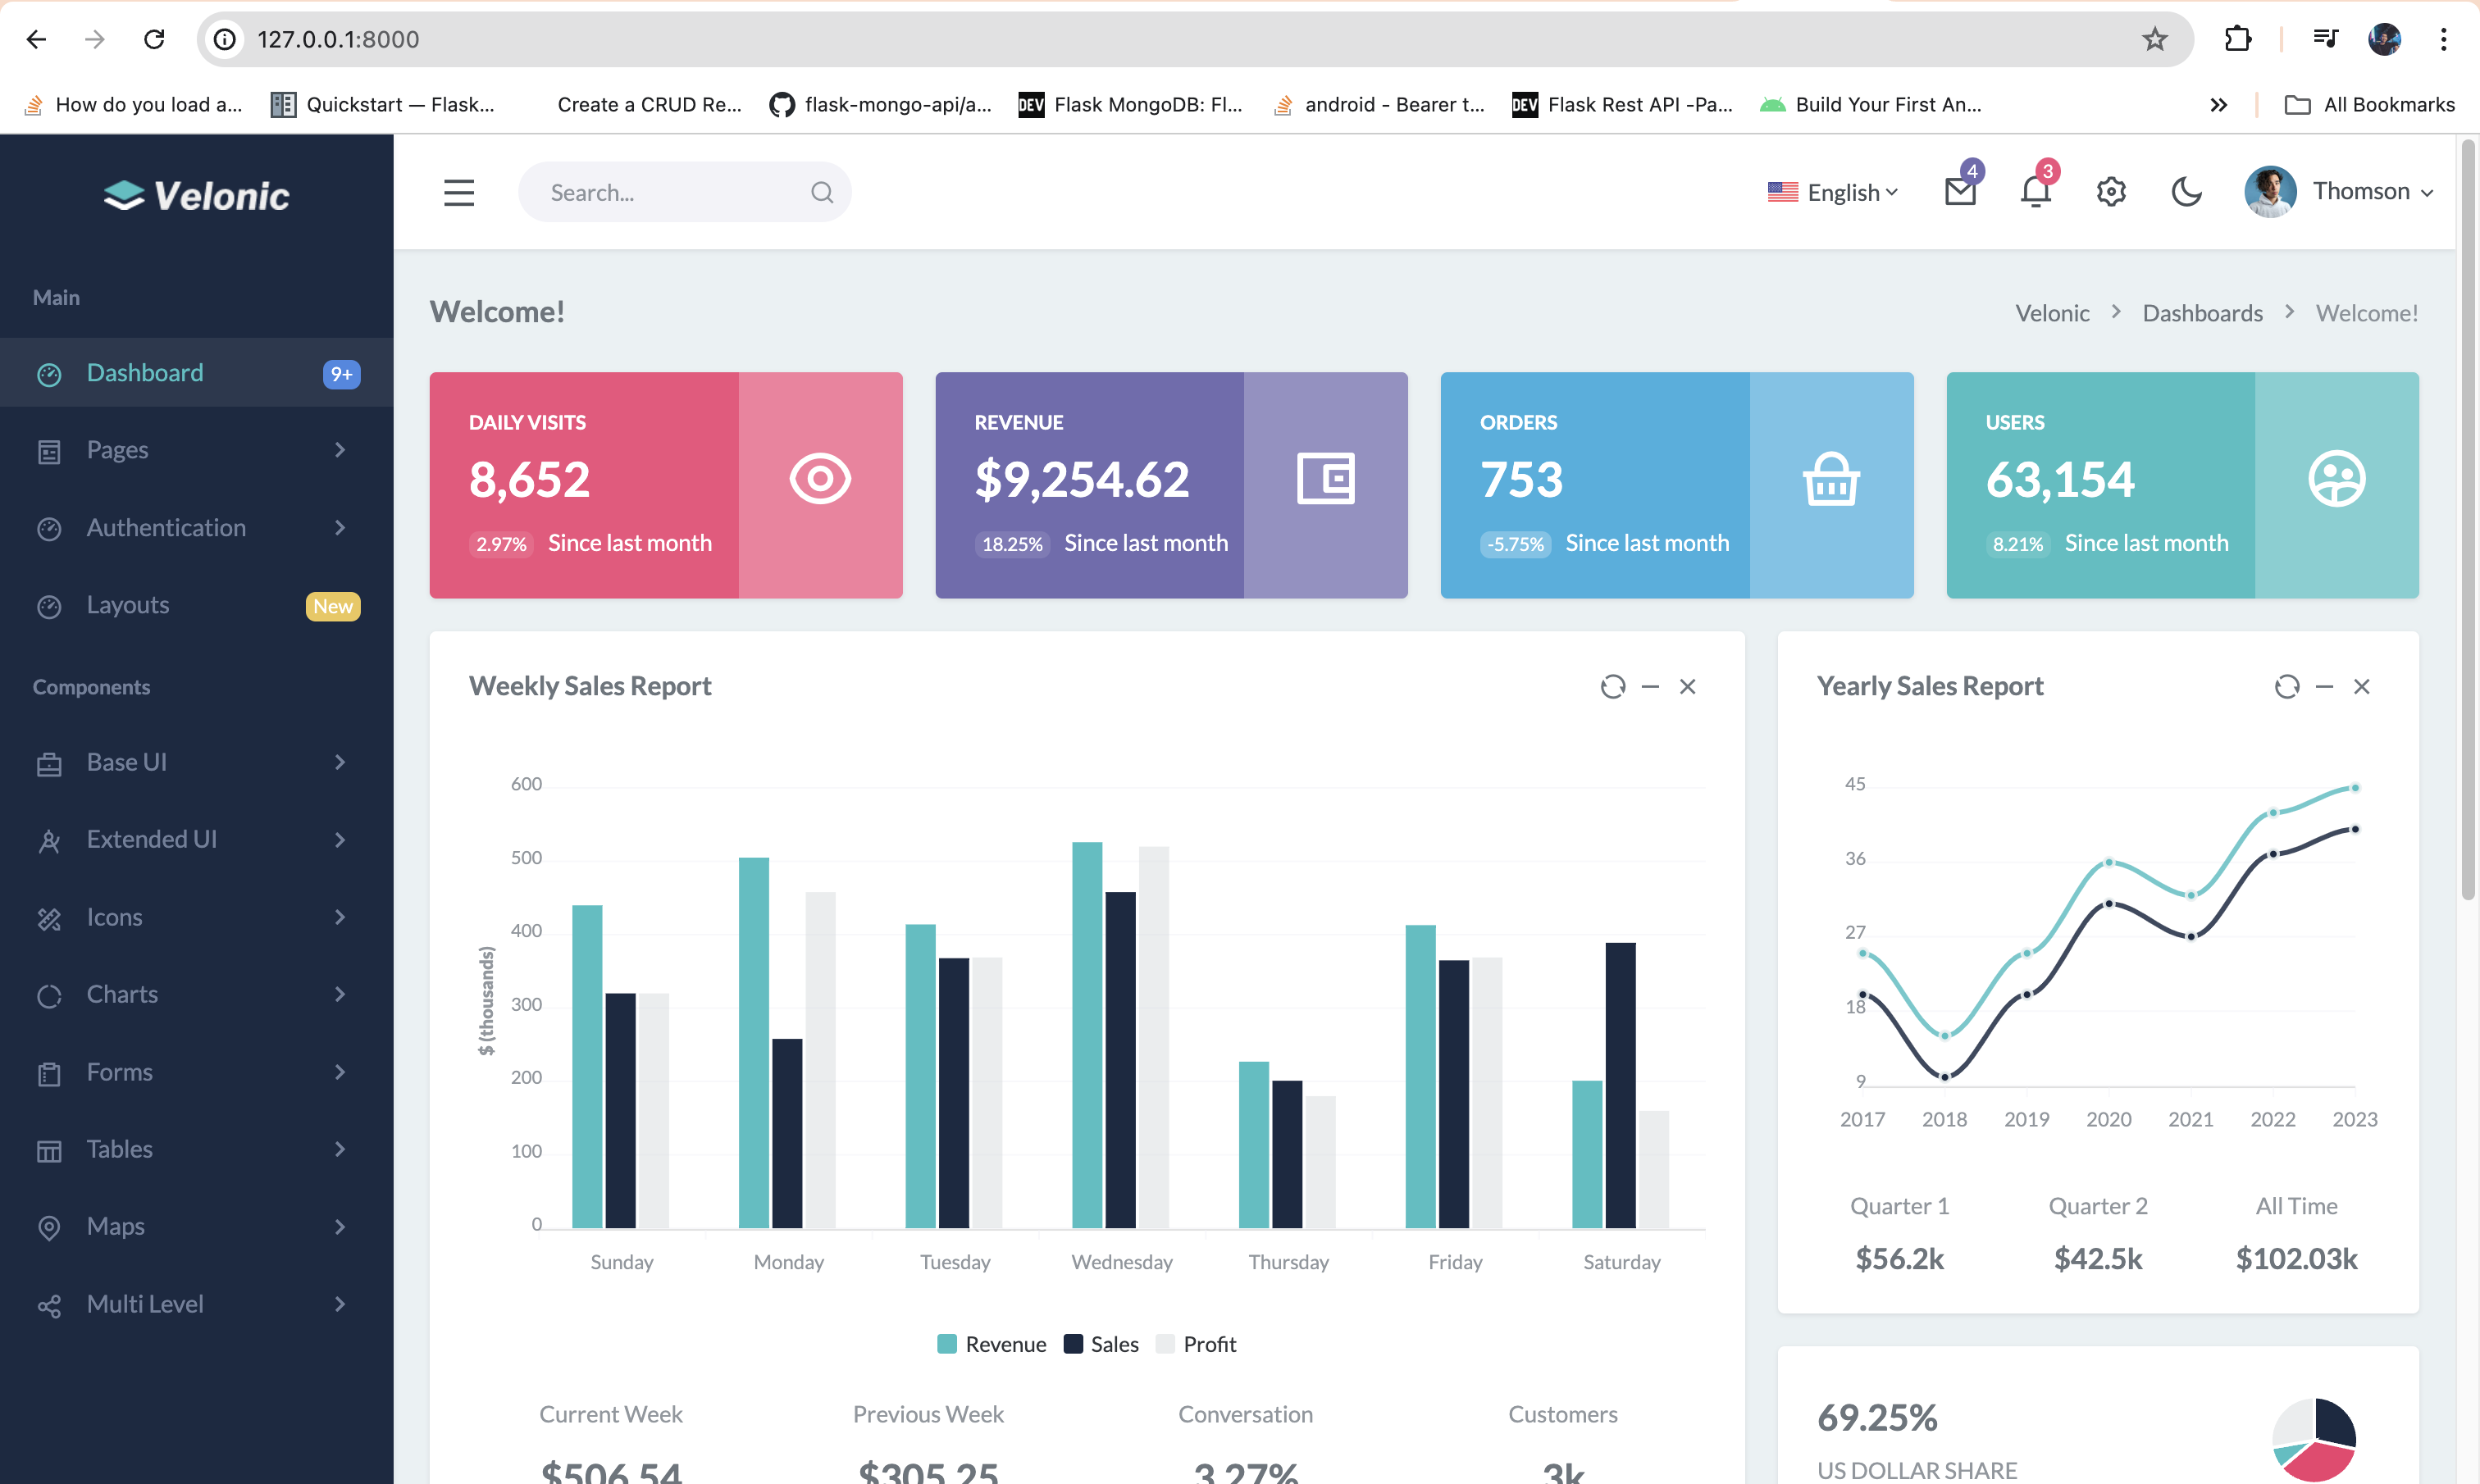 127.0.0.1:8000
How do you load a...
Quickstart — Flask...
Create a CRUD Re...
flask-mongo-api/a...
DEV Flask MongoDB: Fl...
android - Bearer t...
DEV Flask Rest API -Pa...
Build Your First An...
All Bookmarks
Velonic
Search...
English
4
3
Thomson
Main
Dashboard 9+
Pages
Authentication
Layouts New
Components
Base UI
Extended UI
Icons
Charts
Forms
Tables
Maps
Multi Level
Welcome!
Velonic > Dashboards > Welcome!
DAILY VISITS
8,652
2.97% Since last month
REVENUE
$9,254.62
18.25% Since last month
ORDERS
753
-5.75% Since last month
USERS
63,154
8.21% Since last month
Weekly Sales Report
600
500
400
300
200
100
0
$ (thousands)
Sunday Monday Tuesday Wednesday Thursday Friday Saturday
Revenue Sales Profit
Current Week Previous Week Conversation Customers
$506.54 $305.25 3.27% 3k
Yearly Sales Report
45
36
27
18
9
2017 2018 2019 2020 2021 2022 2023
Quarter 1 Quarter 2 All Time
$56.2k $42.5k $102.03k
69.25%
US DOLLAR SHARE